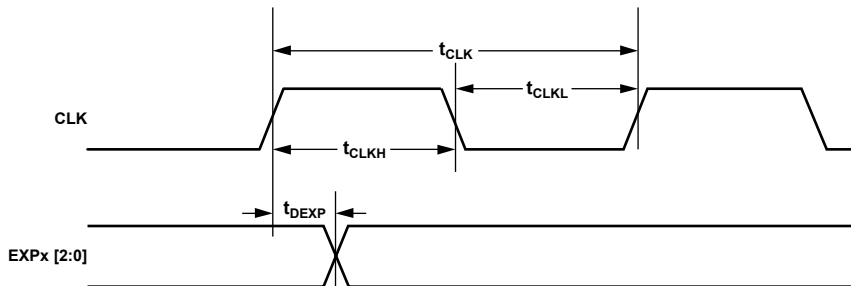 tCLK
tCLKL
CLK
tCLKH
tDEXP
EXPx [2:0]